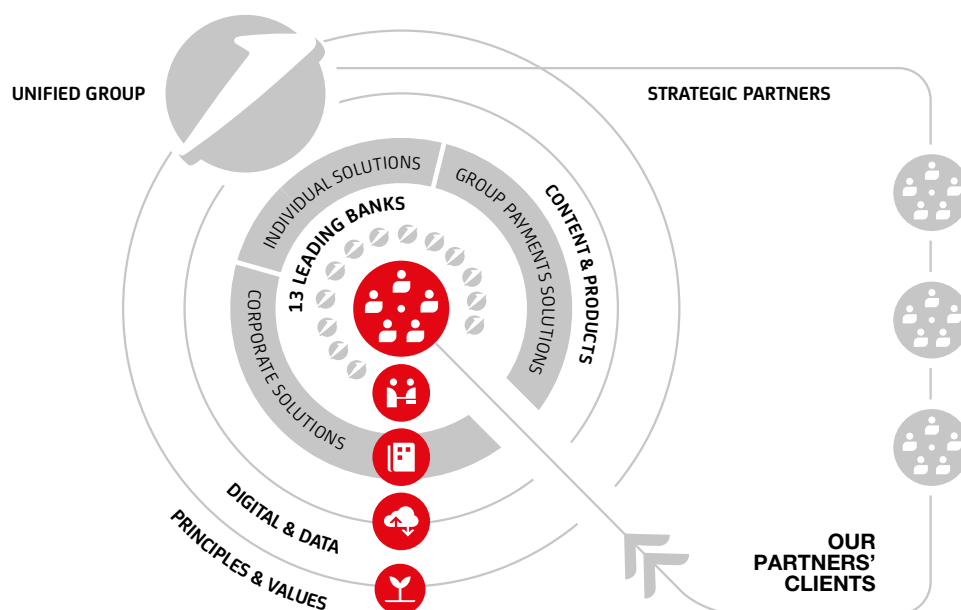 UNIFIED GROUP
STRATEGIC PARTNERS
INDIVIDUAL SOLUTIONS
GROUP PAYMENTS SOLUTIONS
CONTENT & PRODUCTS
13 LEADING BANKS
CORPORATE SOLUTIONS
DIGITAL & DATA
PRINCIPLES & VALUES
OUR
PARTNERS’
CLIENTS